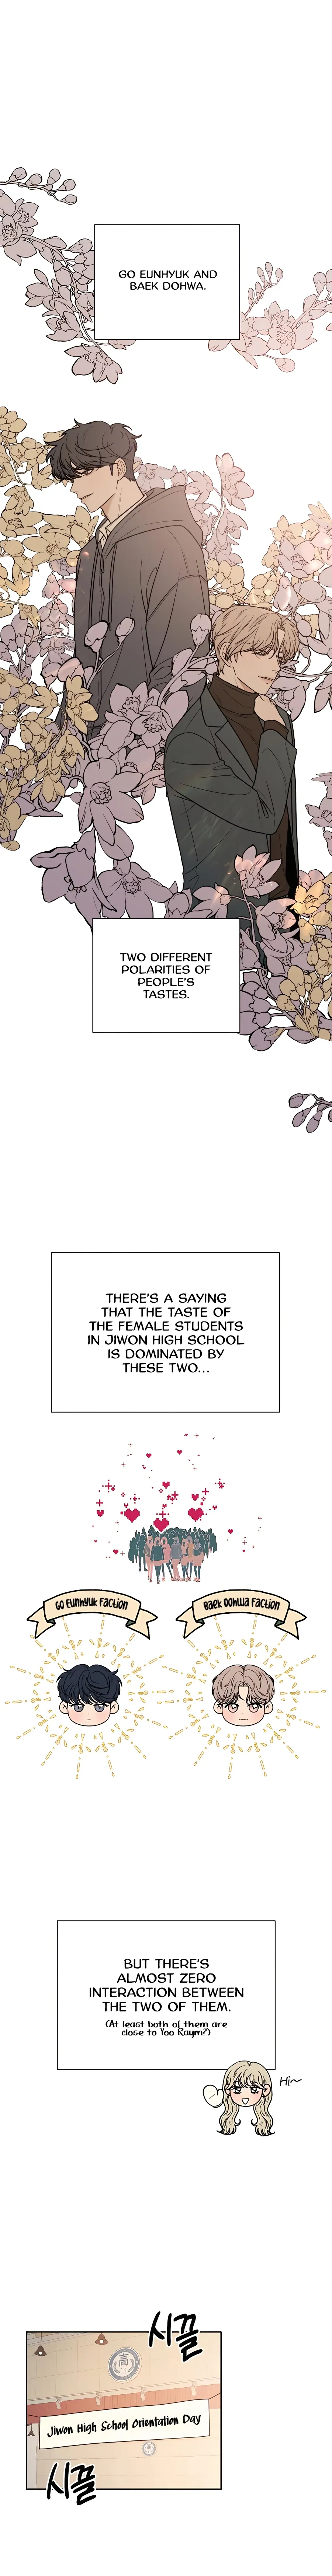 GO EUNHYUK AND
BAEK DOHWA.
TWO DIFFERENT
POLARITIES OF
PEOPLE'S
TASTES.
THERE'S A SAYING
THAT THE TASTE OF
THE FEMALE STUDENTS
IN JIWON HIGH SCHOOL
IS DOMINATED BY
THESE TWO...
GO EUNHYUK FACTION
BAEK DOHWA FACTION
BUT THERE'S
ALMOST ZERO
INTERACTION BETWEEN
THE TWO OF THEM.
(At least both of them are
close to Yoo Raym?)
Hi~
시끌
高
Jiwon High School Orientation Day
시끌